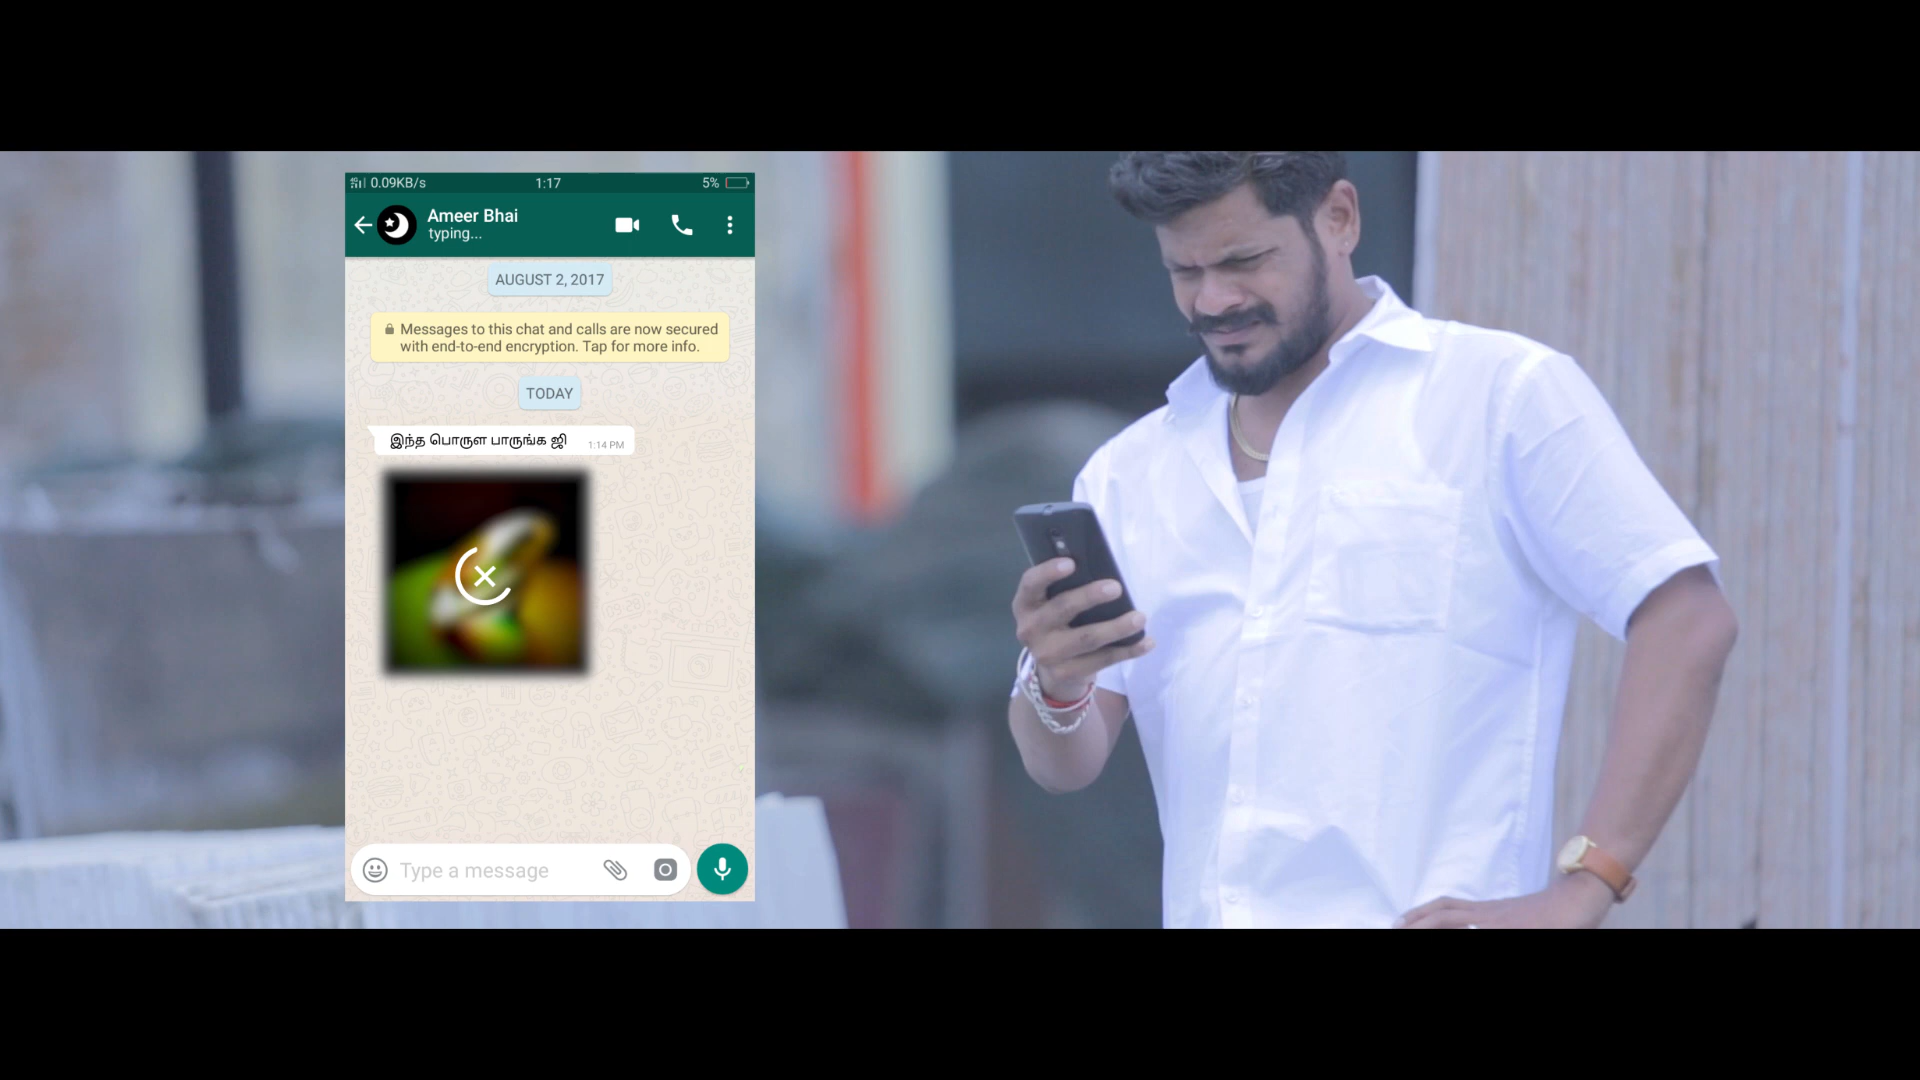 0.09KB/s 1:17 5%
Ameer Bhai
typing...
AUGUST 2, 2017
Messages to this chat and calls are now secured
with end-to-end encryption. Tap for more info.
TODAY
இந்த பொருள பாருங்க ஜி 1:14 PM
Type a message